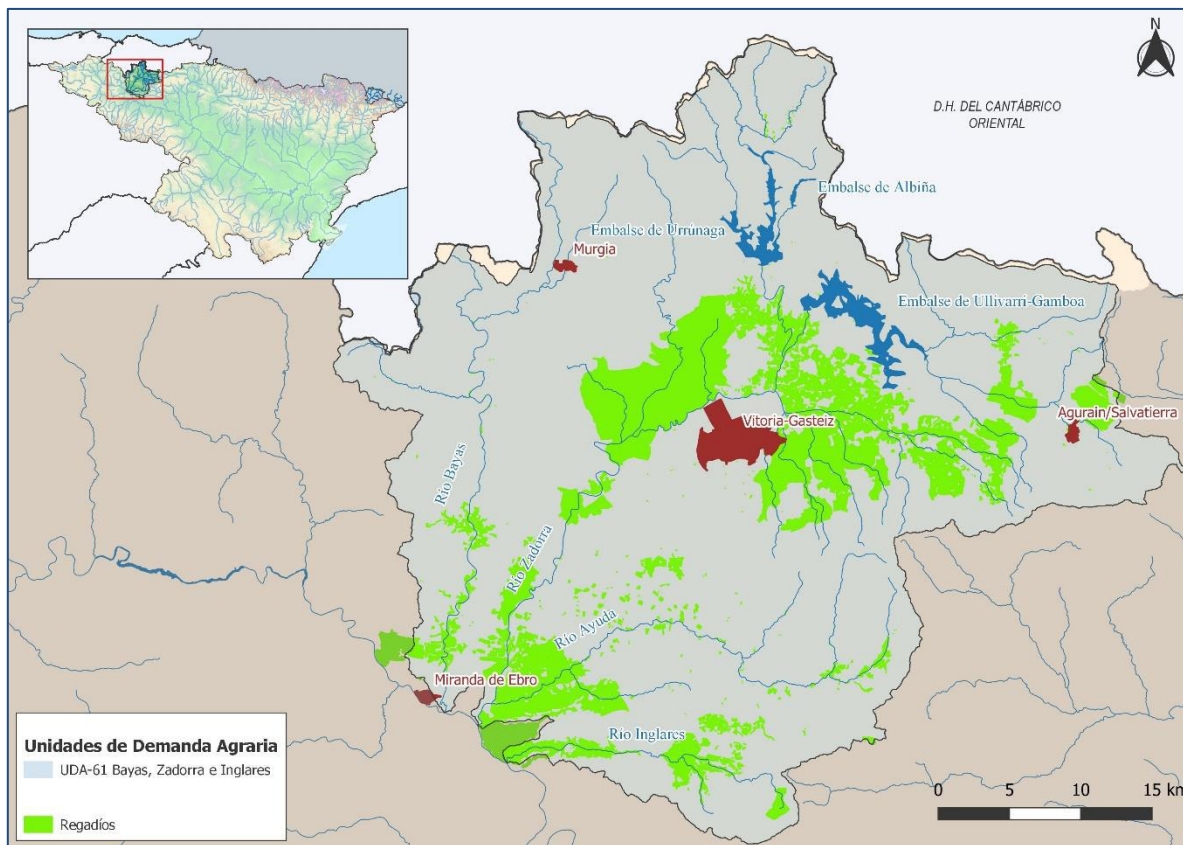 N
D.H. DEL CANTÁBRICO
ORIENTAL
Embalse de Albiña
Embalse de Urrúnaga
Murgia
Embalse de Ullivarri-Gamboa
Agurain/Salvatierra
Vitoria-Gasteiz
Río Bayas
Río Zadorra
Río Ayuda
Miranda de Ebro
Río Inglares
Unidades de Demanda Agraria
UDA-61 Bayas, Zadorra e Inglares
Regadíos
0 5 10 15 km